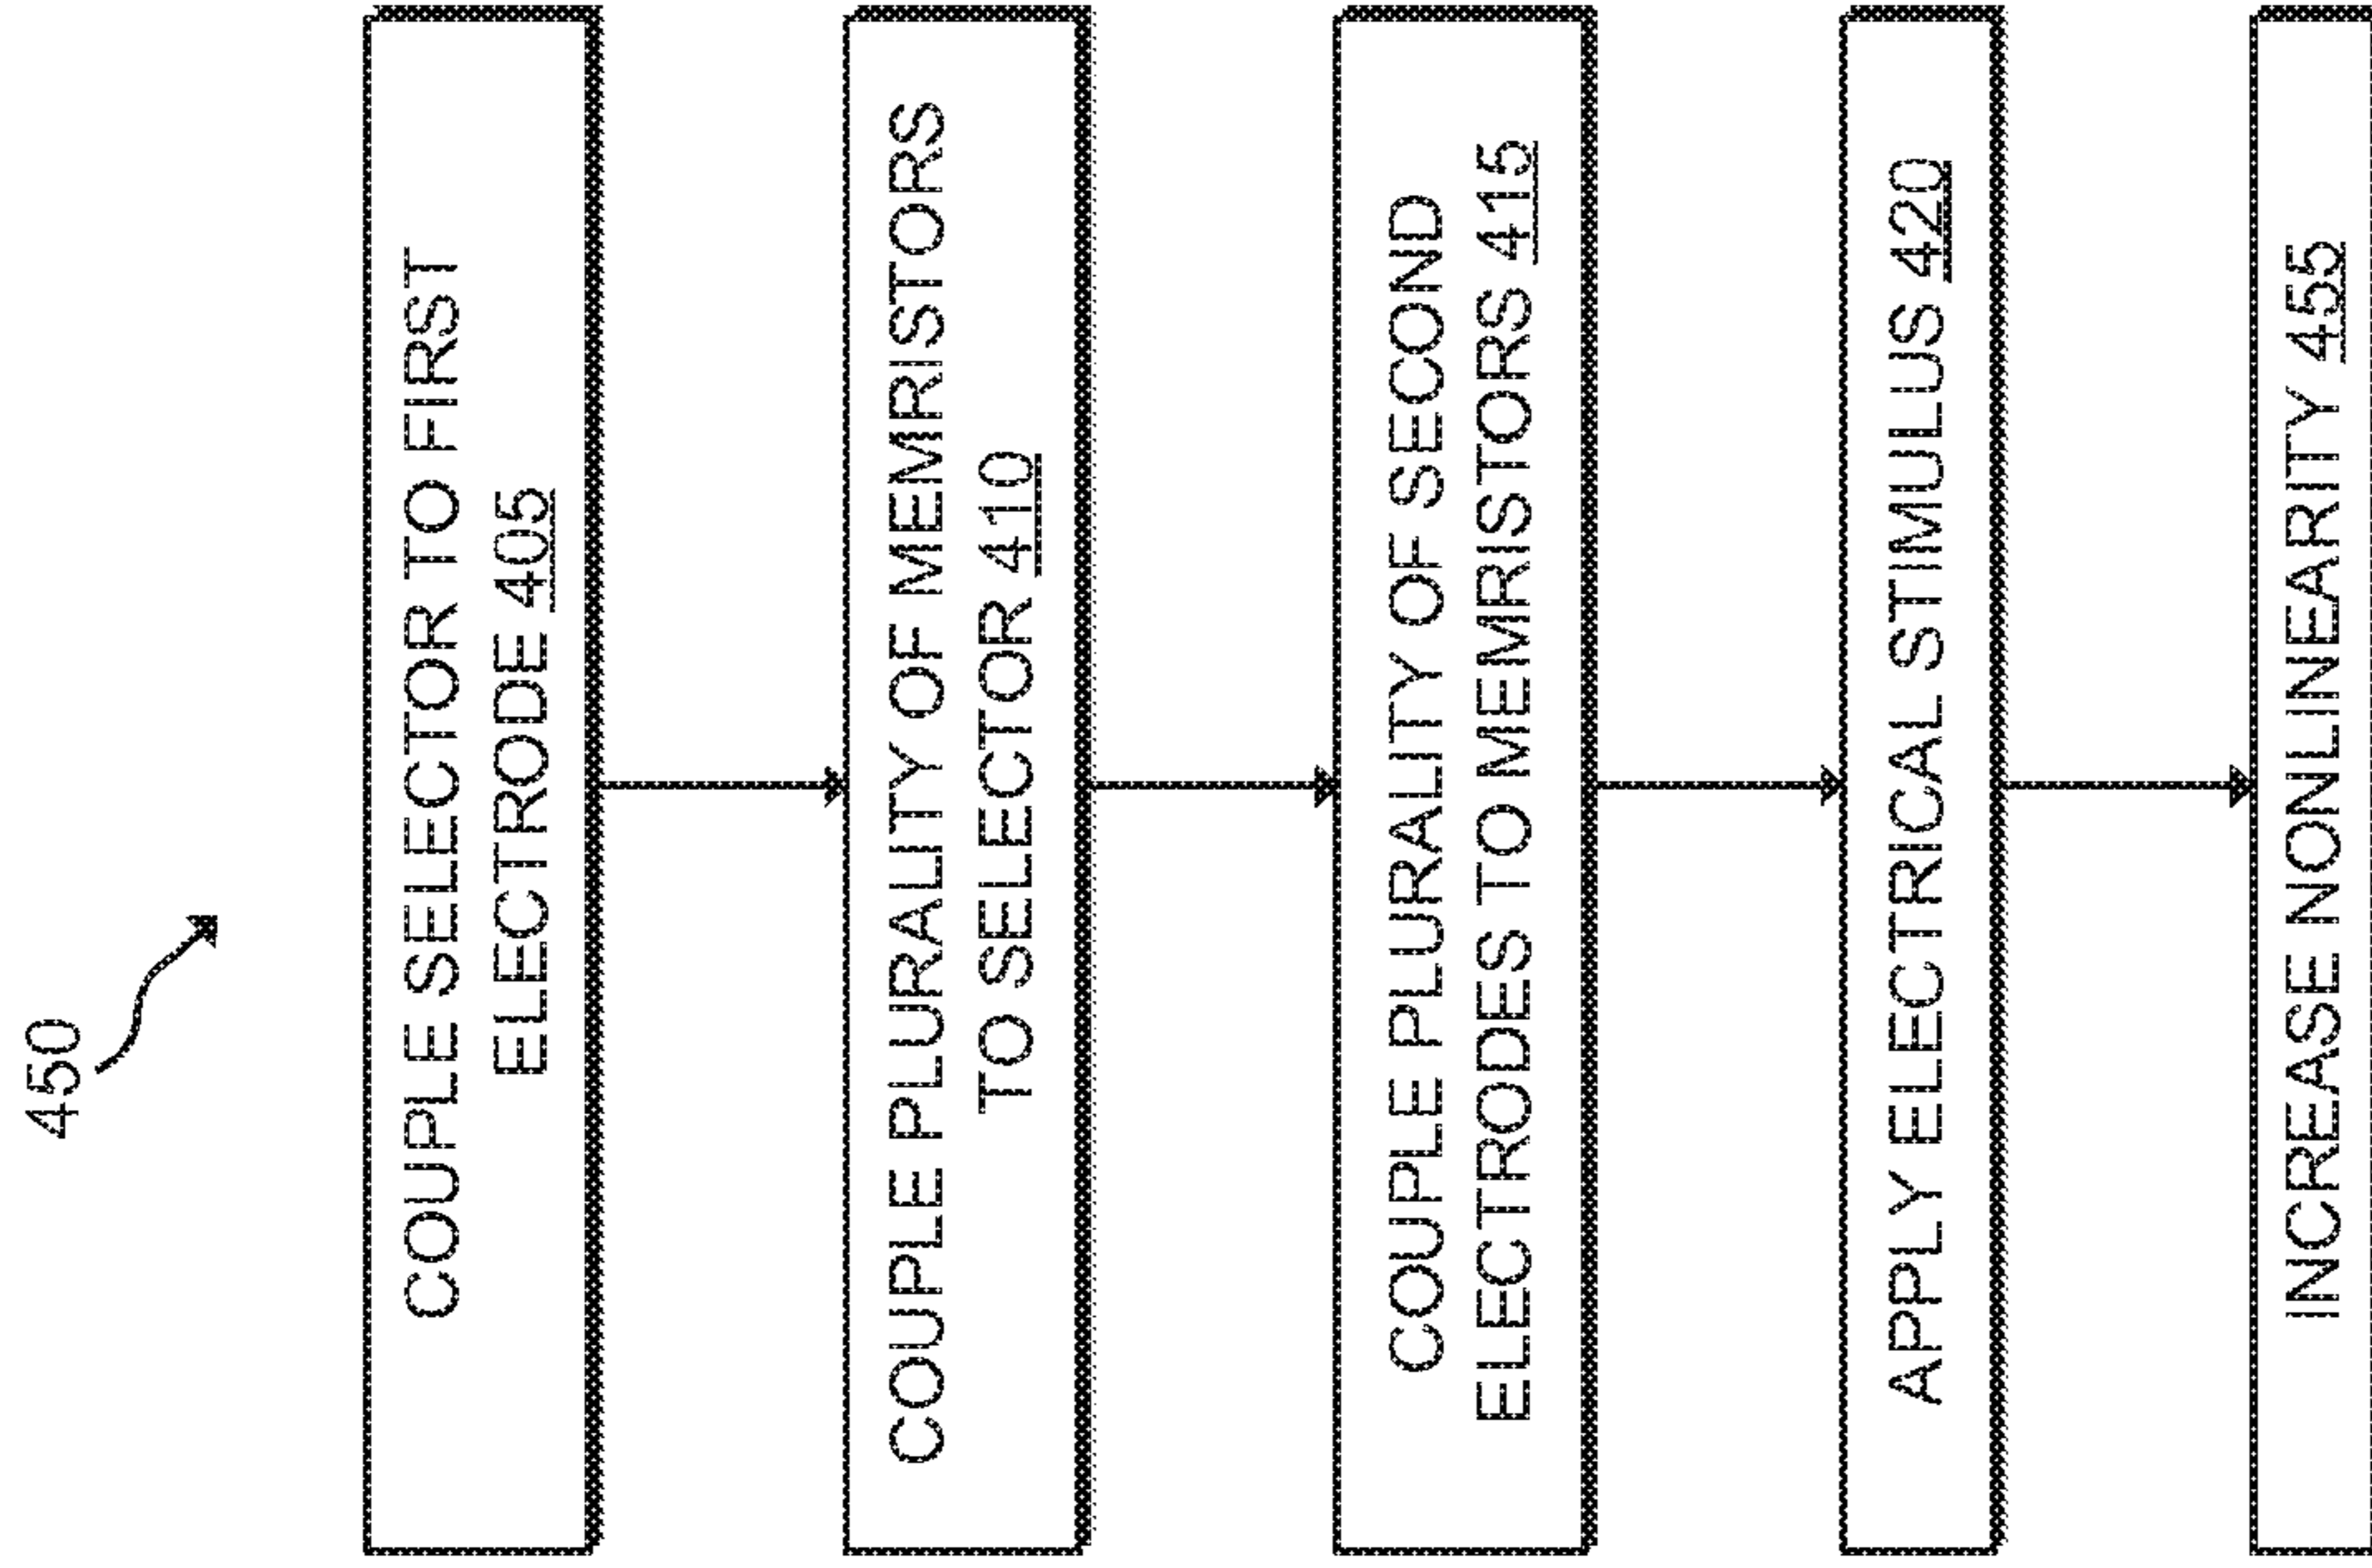 450
COUPLE SELECTOR TO FIRST
ELECTRODE 405
COUPLE PLURALITY OF MEMRISTORS
TO SELECTOR 410
COUPLE PLURALITY OF SECOND
ELECTRODES TO MEMRISTORS 415
APPLY ELECTRICAL STIMULUS 420
INCREASE NONLINEARITY 455